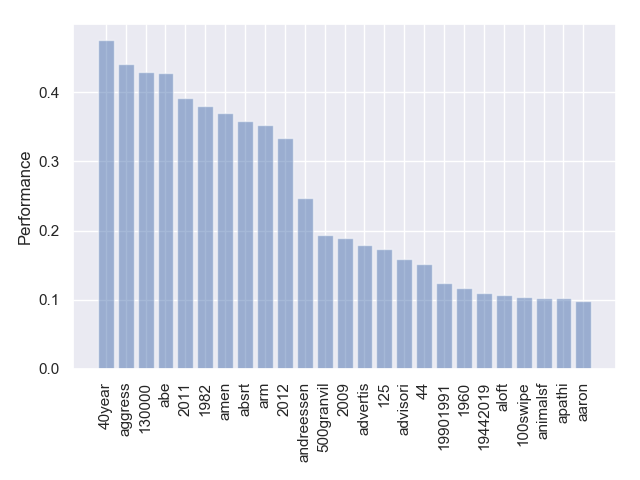 Performance
0.4
0.3
0.2
0.1
0.0
40year
aggress
130000
abe
2011
1982
amen
absrt
arm
2012
andreessen
500granvil
2009
advertis
125
advisori
44
19901991
1960
19442019
aloft
100swipe
animalsf
apathi
aaron